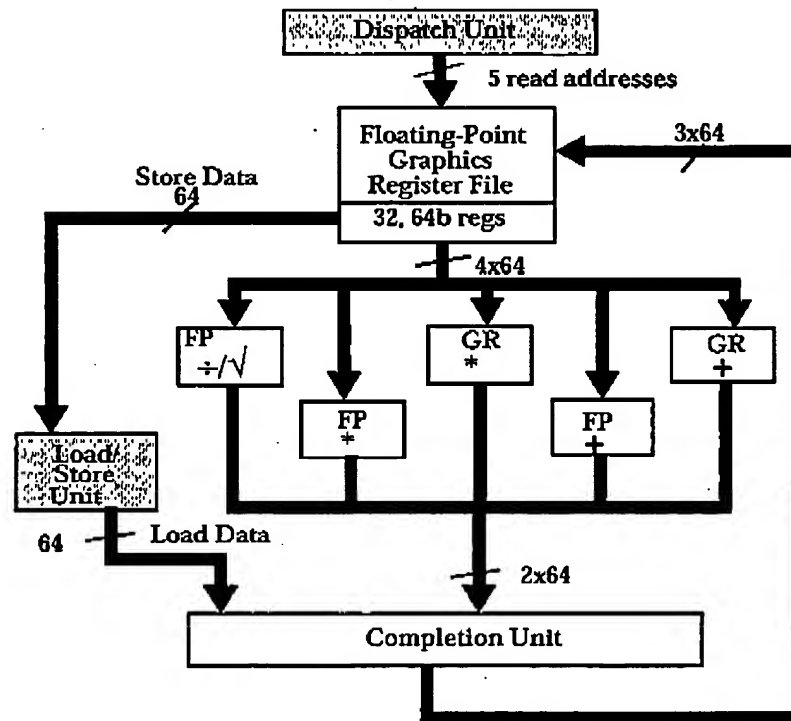 Dispatch Unit
5 read addresses
Floating-Point
Graphics
Register File
32, 64b regs
3x64
Store Data
64
4x64
FP
÷/√
GR
*
GR
+
FP
*
FP
+
Load/
Store
Unit
64
Load Data
2x64
Completion Unit